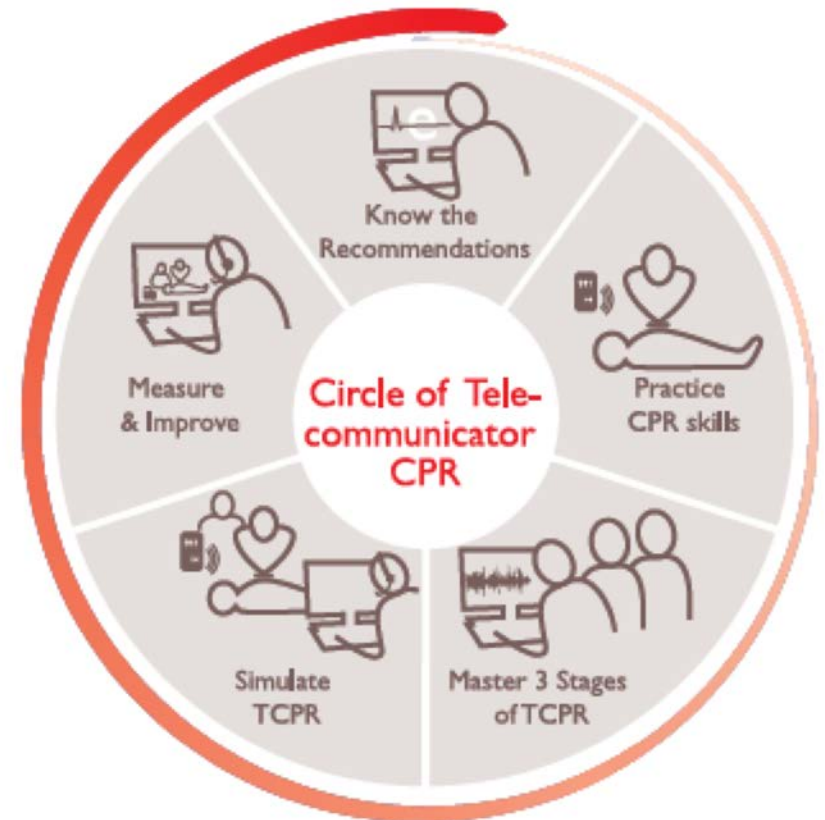 e
Know the
Recommendations
Practice
CPR skills
Master 3 Stages
of TCPR
Simulate
TCPR
Measure
& Improve
Circle of Tele-
communicator
CPR